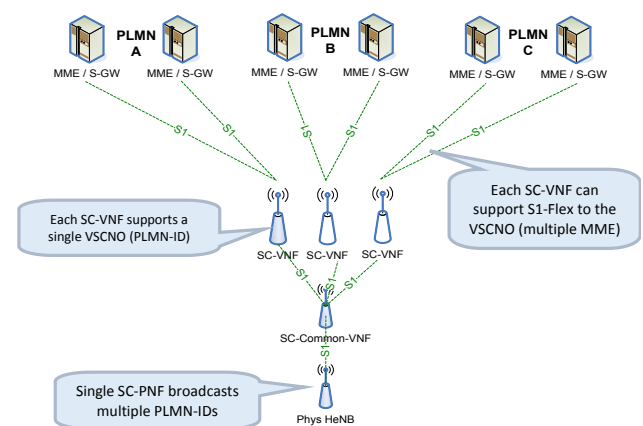 PLMN
A
PLMN
B
PLMN
C
MME / S-GW
MME / S-GW
MME / S-GW
MME / S-GW
MME / S-GW
MME / S-GW
S1
S1
S1
S1
S1
S1
Each SC-VNF supports a
single VSCNO (PLMN-ID)
Each SC-VNF can
support S1-Flex to the
VSCNO (multiple MME)
SC-VNF
SC-VNF
SC-VNF
S1
S1
S1
SC-Common-VNF
S1
Single SC-PNF broadcasts
multiple PLMN-IDs
Phys HeNB